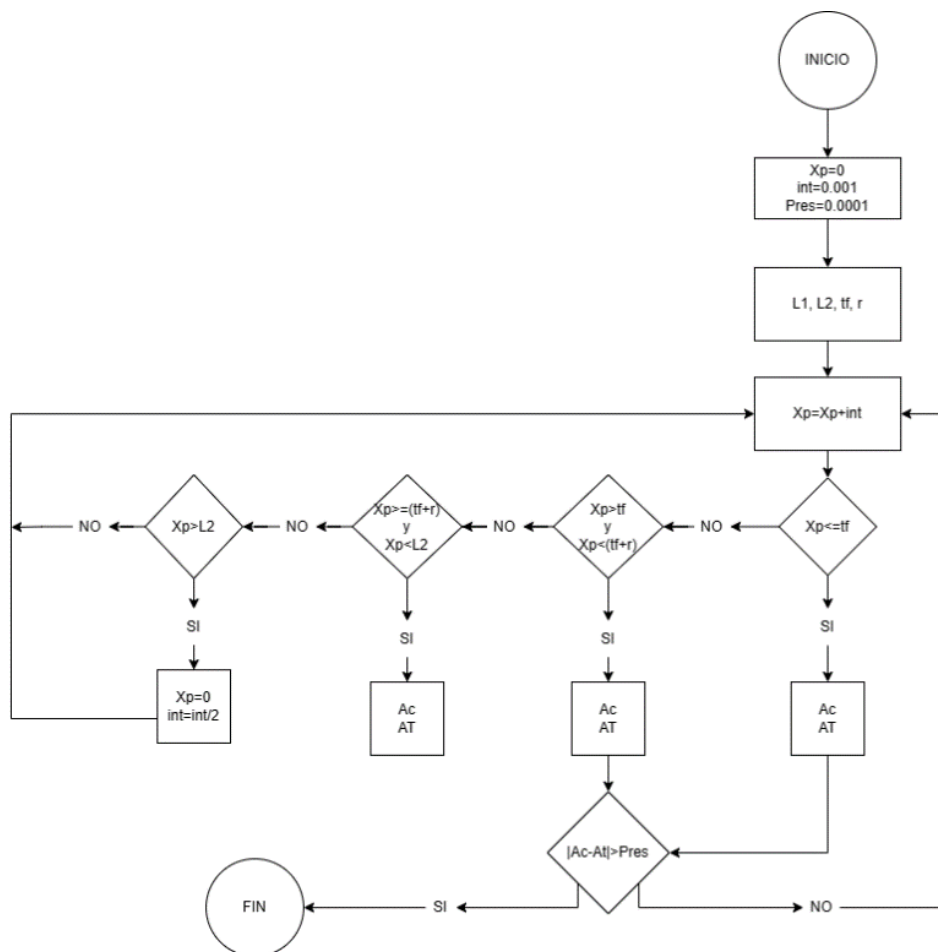 INICIO
Xp=0
int=0.001
Pres=0.0001
L1, L2, tf, r
Xp=Xp+int
Xp<=tf
NO
Xp>tf
y
Xp<(tf+r)
NO
Xp>=(tf+r)
y
Xp<L2
NO
Xp>L2
NO
SI
SI
SI
SI
Xp=0
int=int/2
Ac
AT
Ac
AT
Ac
AT
|Ac-At|>Pres
SI
NO
FIN